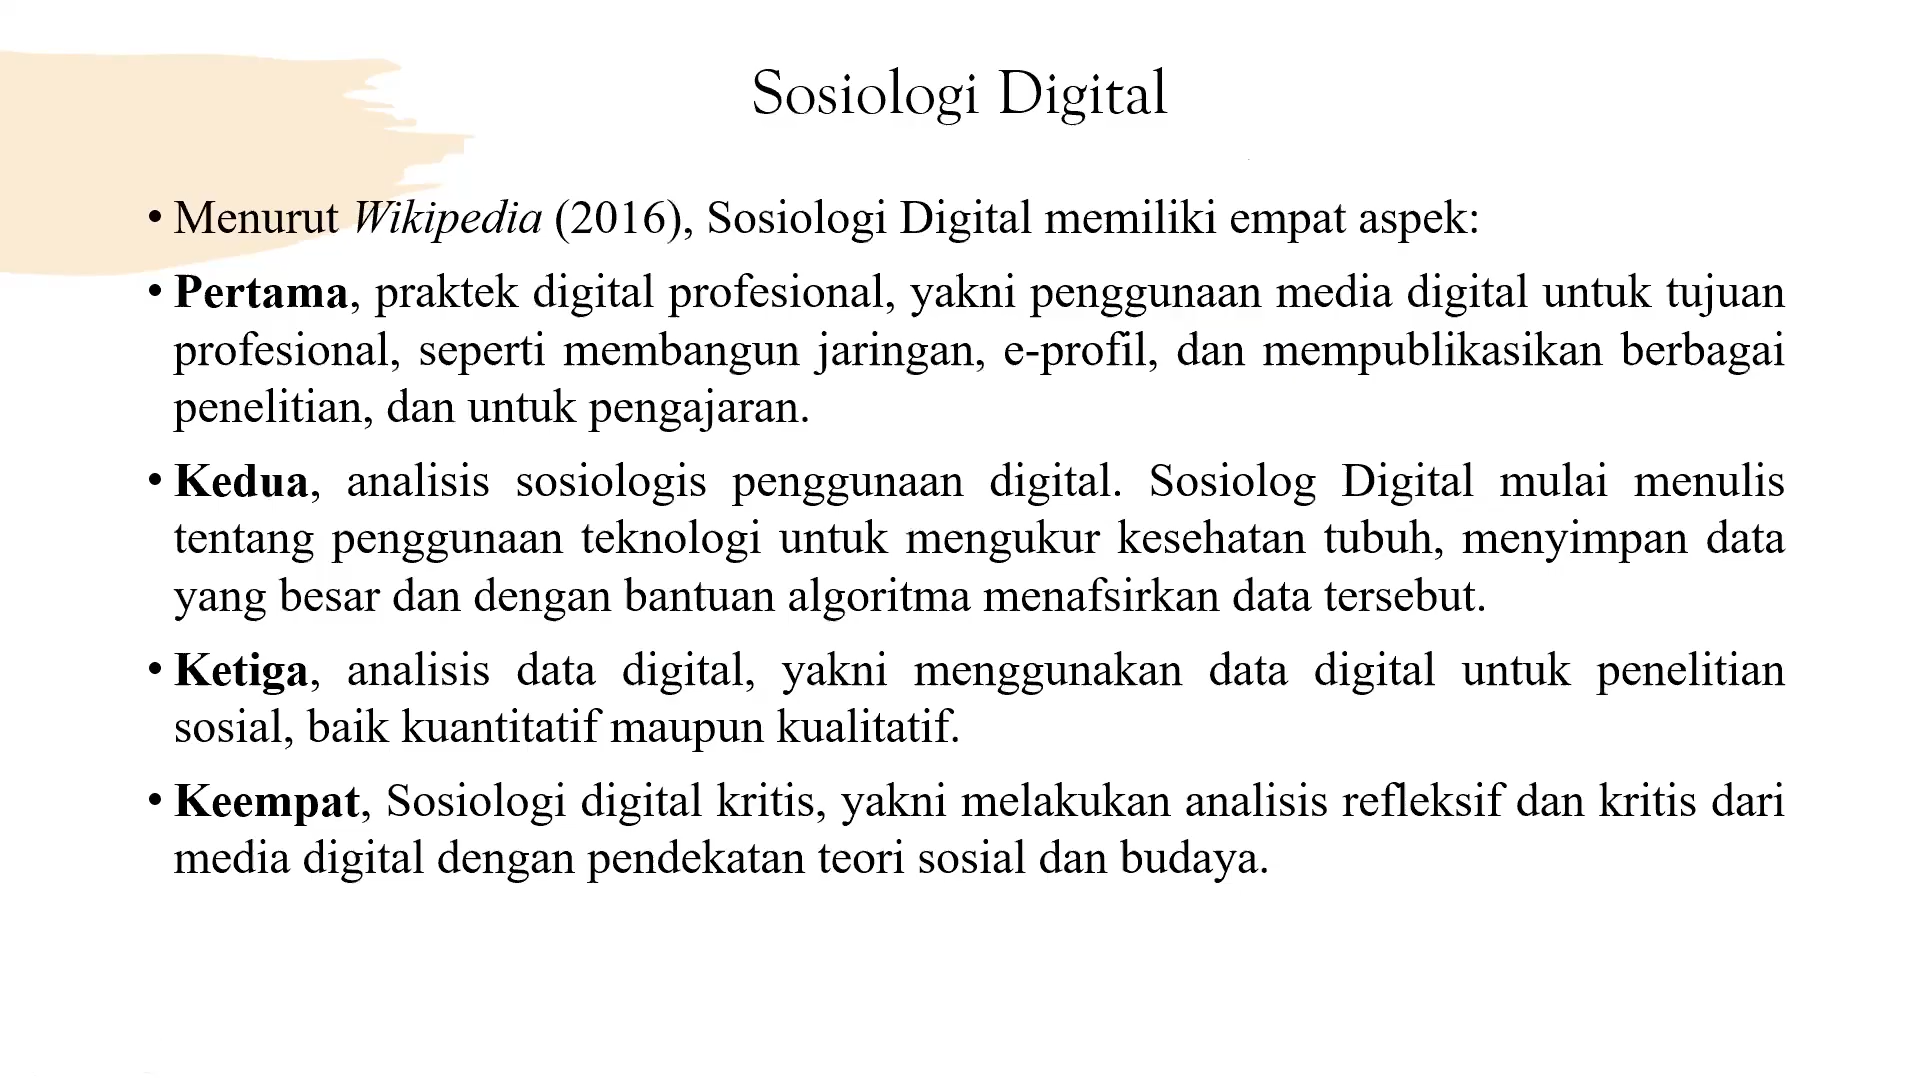 Sosiologi Digital
• Menurut Wikipedia (2016), Sosiologi Digital memiliki empat aspek:
• Pertama, praktek digital profesional, yakni penggunaan media digital untuk tujuan
profesional, seperti membangun jaringan, e-profil, dan mempublikasikan berbagai
penelitian, dan untuk pengajaran.
• Kedua, analisis sosiologis penggunaan digital. Sosiolog Digital mulai menulis
tentang penggunaan teknologi untuk mengukur kesehatan tubuh, menyimpan data
yang besar dan dengan bantuan algoritma menafsirkan data tersebut.
• Ketiga, analisis data digital, yakni menggunakan data digital untuk penelitian
sosial, baik kuantitatif maupun kualitatif.
• Keempat, Sosiologi digital kritis, yakni melakukan analisis refleksif dan kritis dari
media digital dengan pendekatan teori sosial dan budaya.